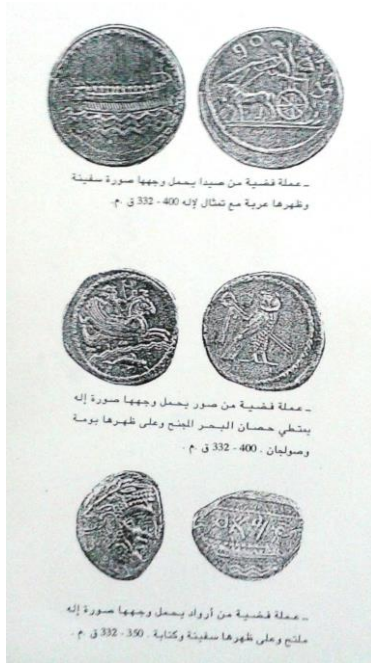 ـ عملة فضية من صيدا يحمل وجهها صورة سفينة
وظهرها عربة مع تمثال لإله 400 - 332 ق .م.
ـ عملة فضية من صور يحمل وجهها صورة إله
يمتطي حصان البحر المجنح وعلى ظهرها بومة
وصولجان . 400 - 332 ق .م .
ـ عملة فضية من أرواد يحمل وجهها صورة إله
ملتح وعلى ظهرها سفينة وكتابة . 350 - 332 ق .م .